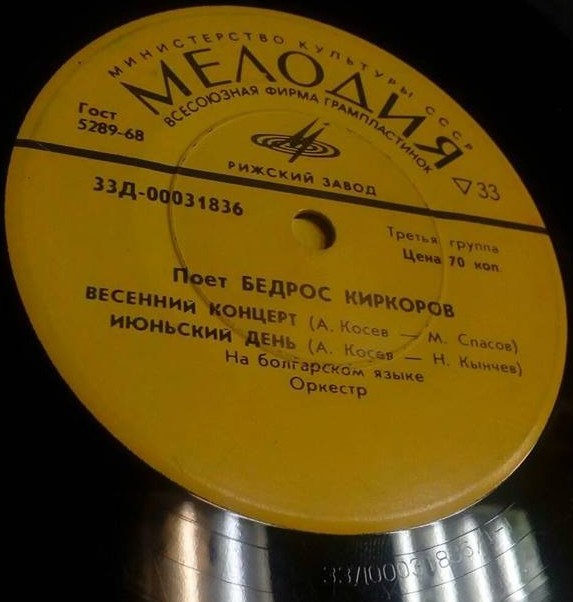 МИНИСТЕРСТВО КУЛЬТУРЫ СССР
МЕЛОДИЯ
ВСЕСОЮЗНАЯ ФИРМА ГРАМПЛАСТИНОК
Гост
5289-68
РИЖСКИЙ ЗАВОД
▽33
33Д-00031836
Третья группа
Цена 70 коп.
Поет БЕДРОС КИРКОРОВ
ВЕСЕННИЙ КОНЦЕРТ (А. Косев — М. Спасов)
ИЮНЬСКИЙ ДЕНЬ (А. Косев — Н. Кынчев)
На болгарском языке
Оркестр